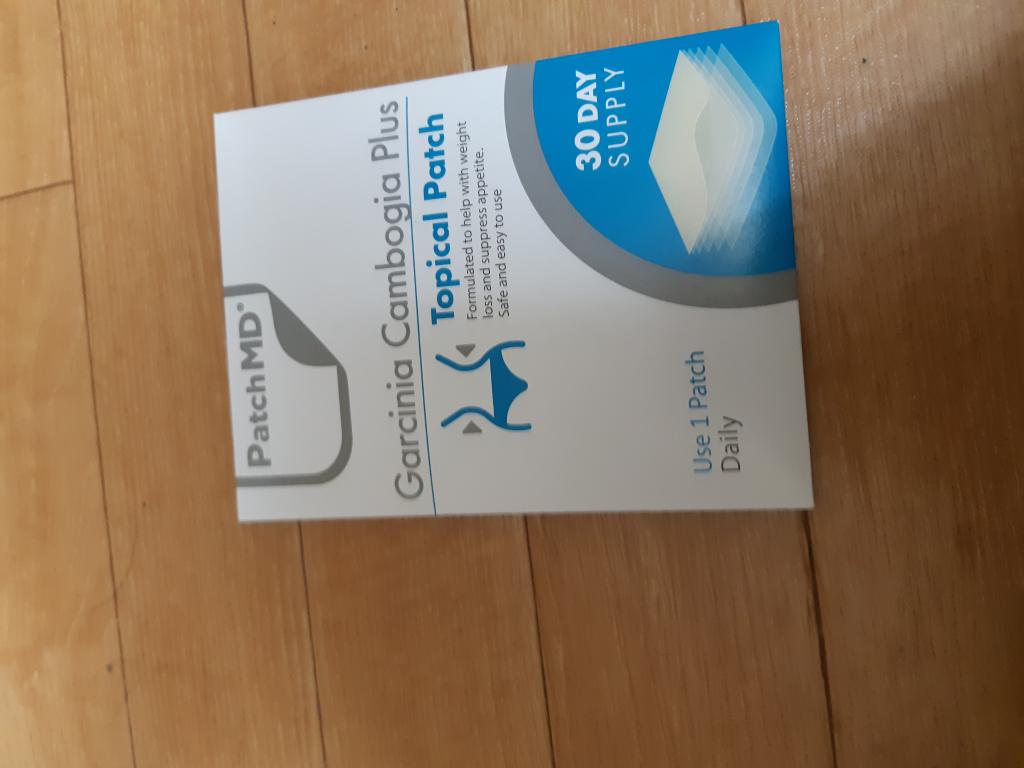 PatchMD®
Garcinia Cambogia Plus
Topical Patch
Formulated to help with weight
loss and suppress appetite.
Safe and easy to use
30 DAY
SUPPLY
Use 1 Patch
Daily